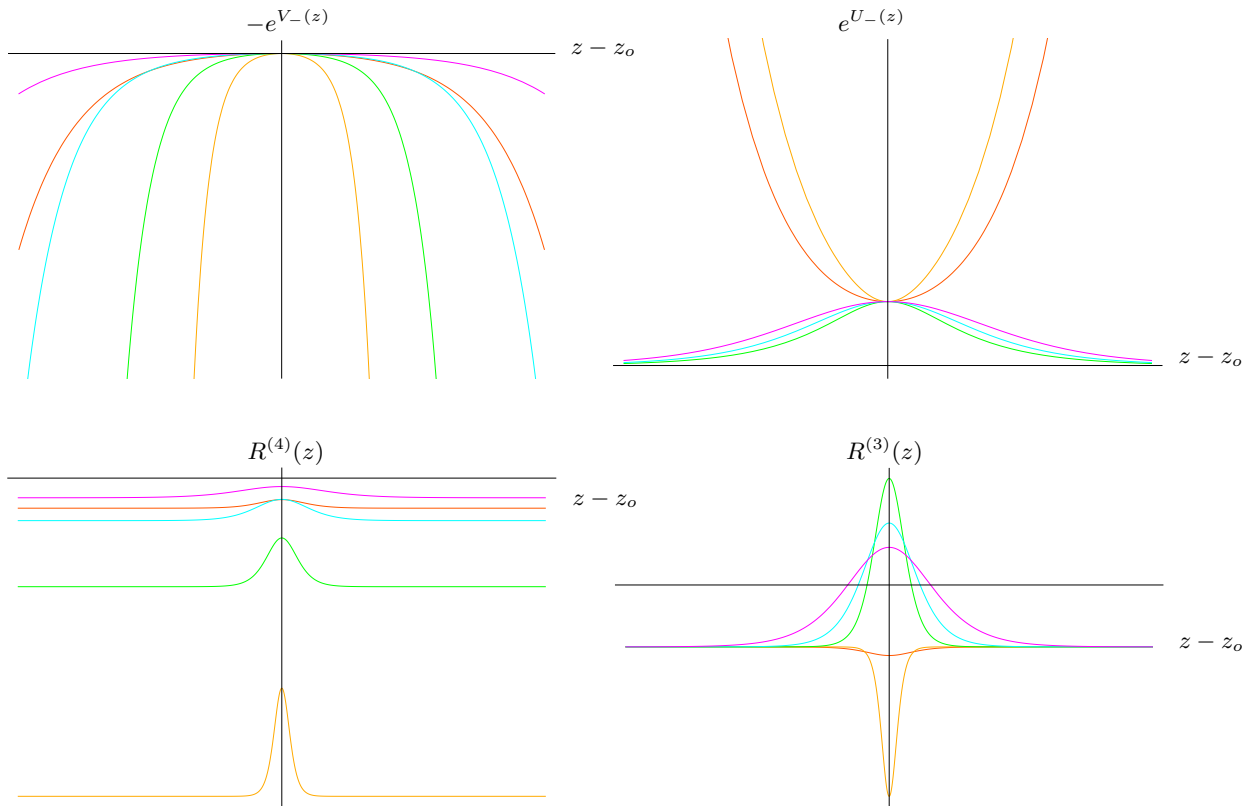 $-e^{V_-(z)}$
$z - z_o$
$e^{U_-(z)}$
$z - z_o$
$R^{(4)}(z)$
$z - z_o$
$R^{(3)}(z)$
$z - z_o$